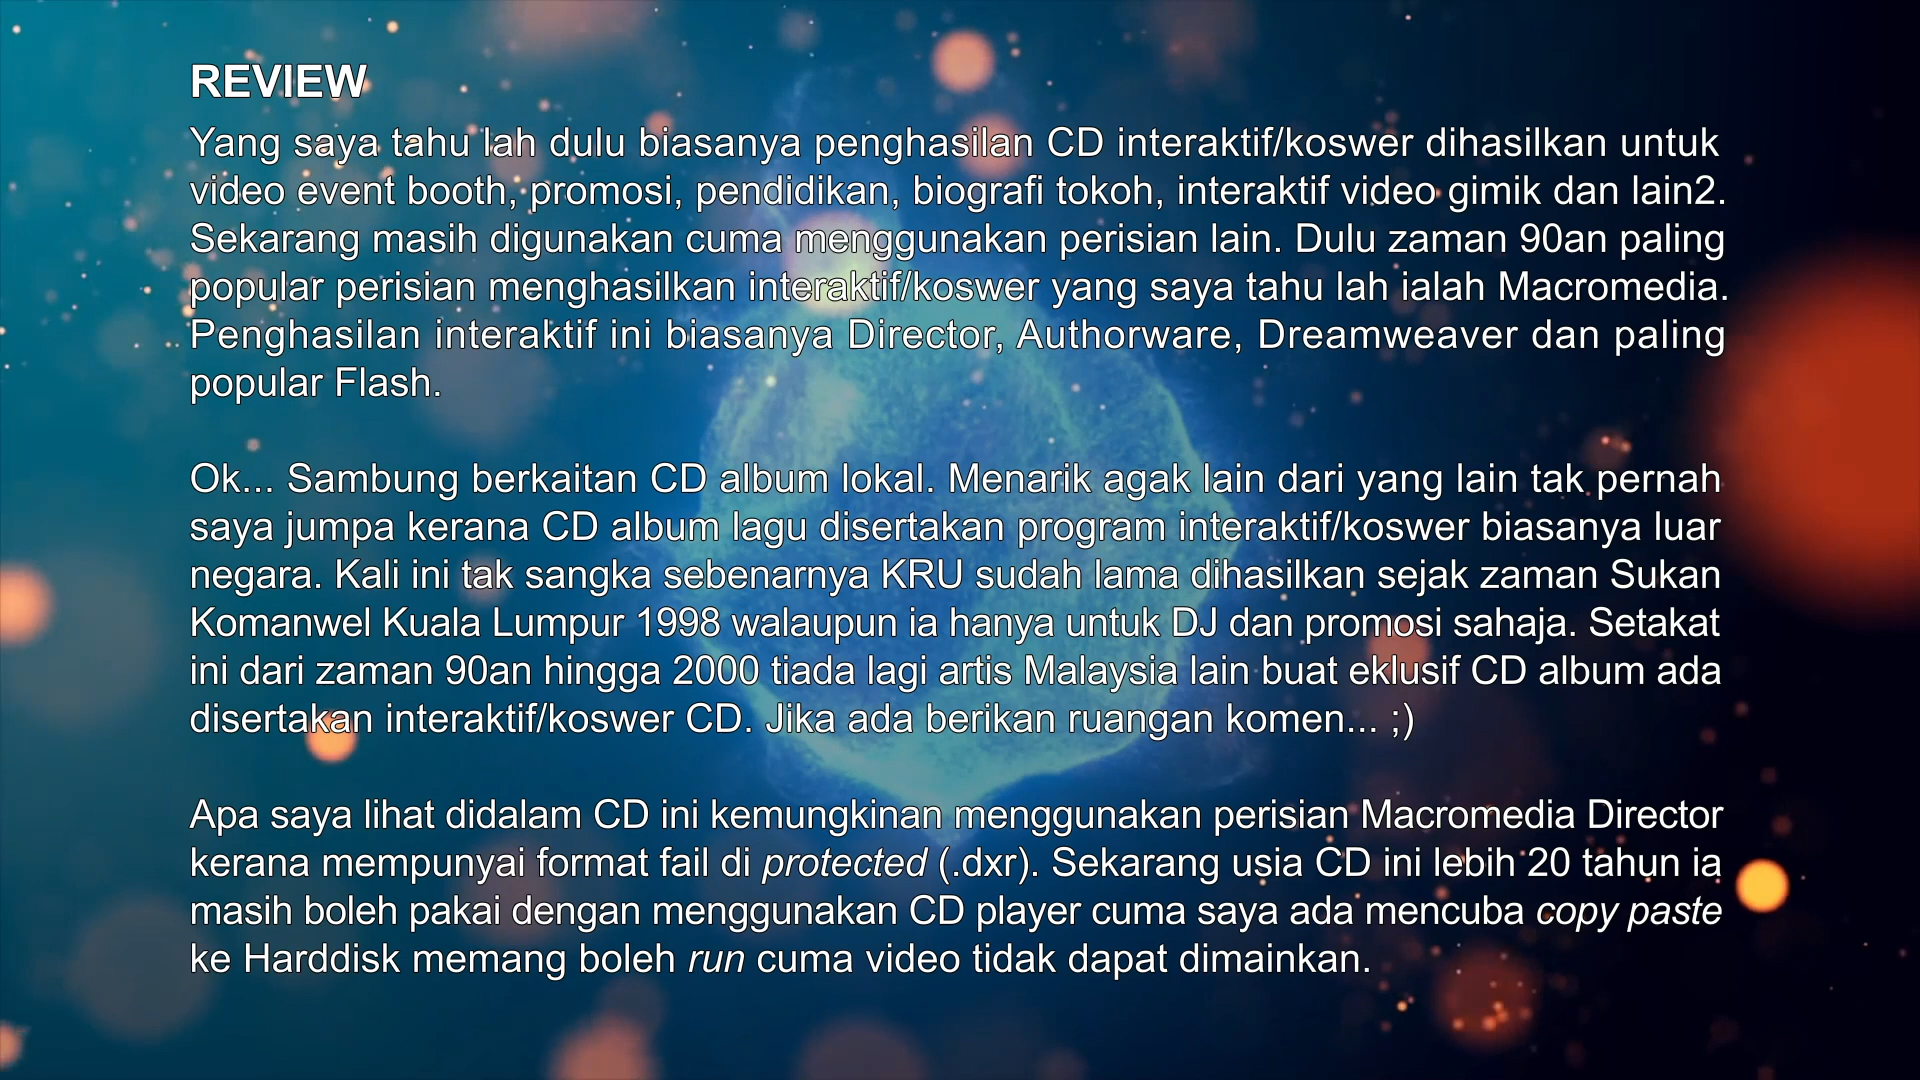 REVIEW
Yang saya tahu lah dulu biasanya penghasilan CD interaktif/koswer dihasilkan untuk
video event booth, promosi, pendidikan, biografi tokoh, interaktif video gimik dan lain2.
Sekarang masih digunakan cuma menggunakan perisian lain. Dulu zaman 90an paling
popular perisian menghasilkan interaktif/koswer yang saya tahu lah ialah Macromedia.
Penghasilan interaktif ini biasanya Director, Authorware, Dreamweaver dan paling
popular Flash.
Ok... Sambung berkaitan CD album lokal. Menarik agak lain dari yang lain tak pernah
saya jumpa kerana CD album lagu disertakan program interaktif/koswer biasanya luar
negara. Kali ini tak sangka sebenarnya KRU sudah lama dihasilkan sejak zaman Sukan
Komanwel Kuala Lumpur 1998 walaupun ia hanya untuk DJ dan promosi sahaja. Setakat
ini dari zaman 90an hingga 2000 tiada lagi artis Malaysia lain buat eklusif CD album ada
disertakan interaktif/koswer CD. Jika ada berikan ruangan komen... ;)
Apa saya lihat didalam CD ini kemungkinan menggunakan perisian Macromedia Director
kerana mempunyai format fail di protected (.dxr). Sekarang usia CD ini lebih 20 tahun ia
masih boleh pakai dengan menggunakan CD player cuma saya ada mencuba copy paste
ke Harddisk memang boleh run cuma video tidak dapat dimainkan.